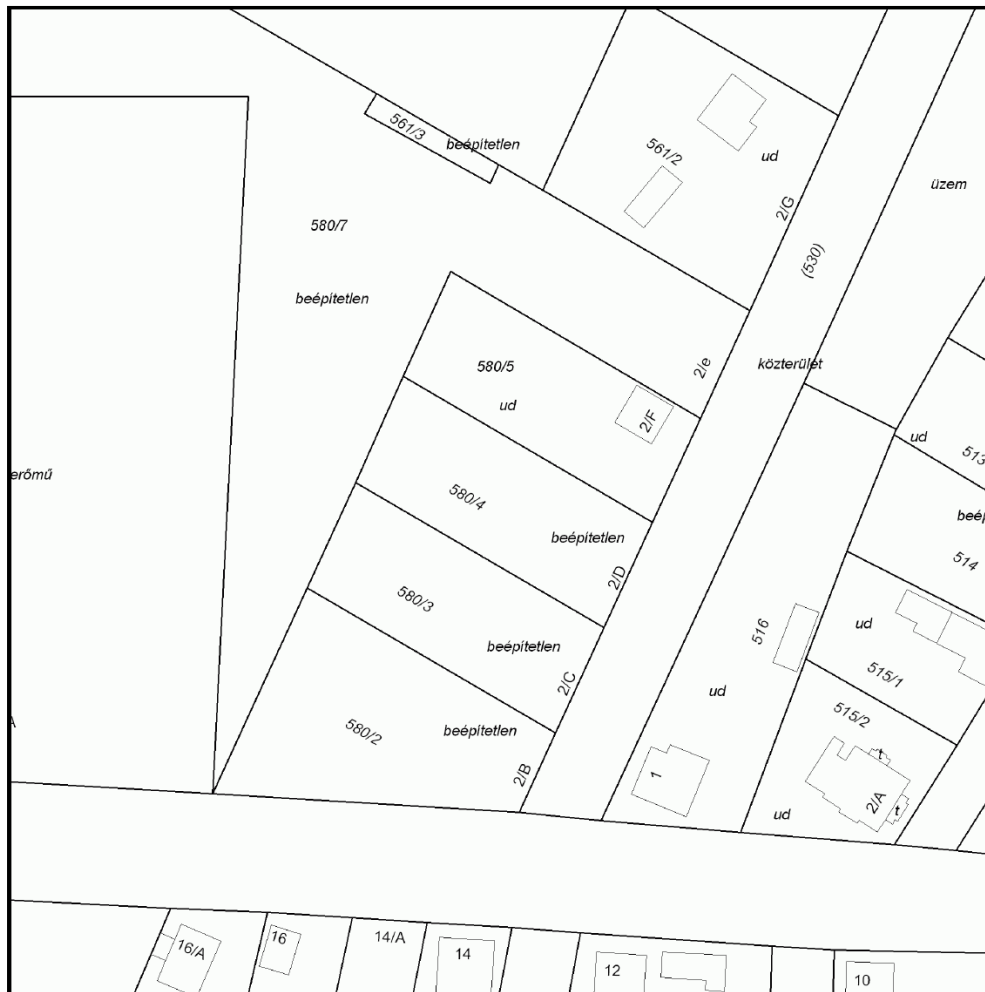 561/3
beépítetlen
561/2
ud
üzem
2/G
580/7
(530)
beépítetlen
580/5
2/e
közterület
ud
2/F
ud
513
erőmű
580/4
beépítetlen
514
2/D
580/3
516
ud
beépítetlen
515/1
2/C
ud
580/2
beépítetlen
515/2
t
2/B
1
2/A
t
ud
16/A
16
14/A
14
12
10